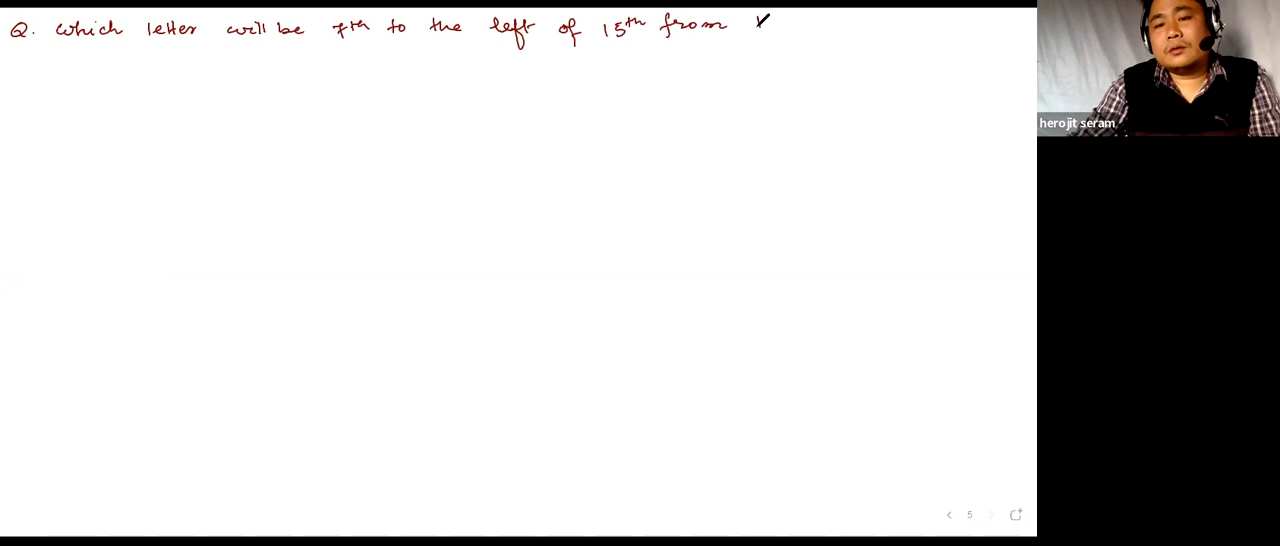 Q. which letter will be 7th to the left of 15th from
herojit seram
5